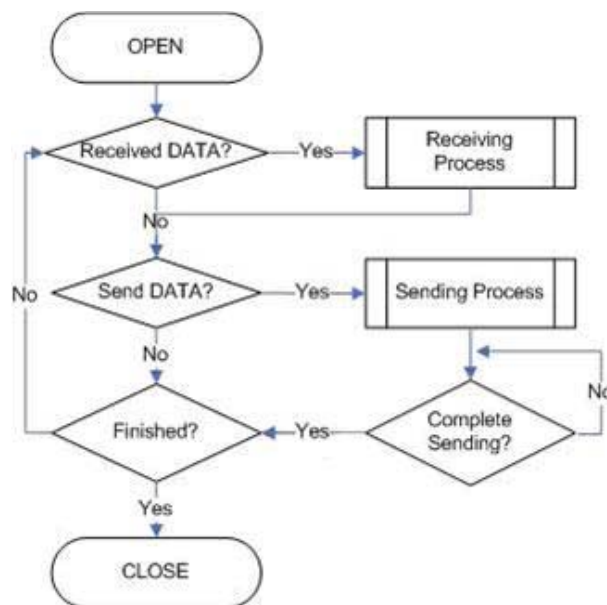 OPEN
Received DATA?
Yes
Receiving
Process
No
Send DATA?
Yes
Sending Process
No
No
No
Finished?
Yes
Complete
Sending?
Yes
CLOSE